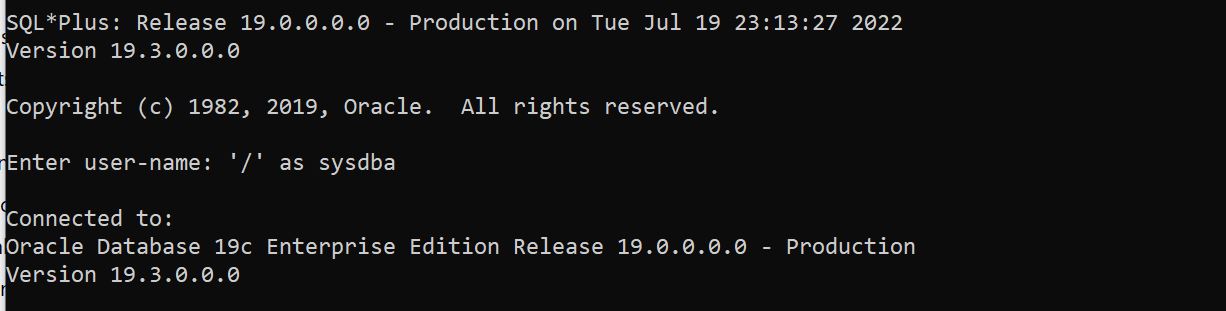 SQL*Plus: Release 19.0.0.0.0 - Production on Tue Jul 19 23:13:27 2022
Version 19.3.0.0.0
Copyright (c) 1982, 2019, Oracle.  All rights reserved.
Enter user-name: '/' as sysdba
Connected to:
Oracle Database 19c Enterprise Edition Release 19.0.0.0.0 - Production
Version 19.3.0.0.0